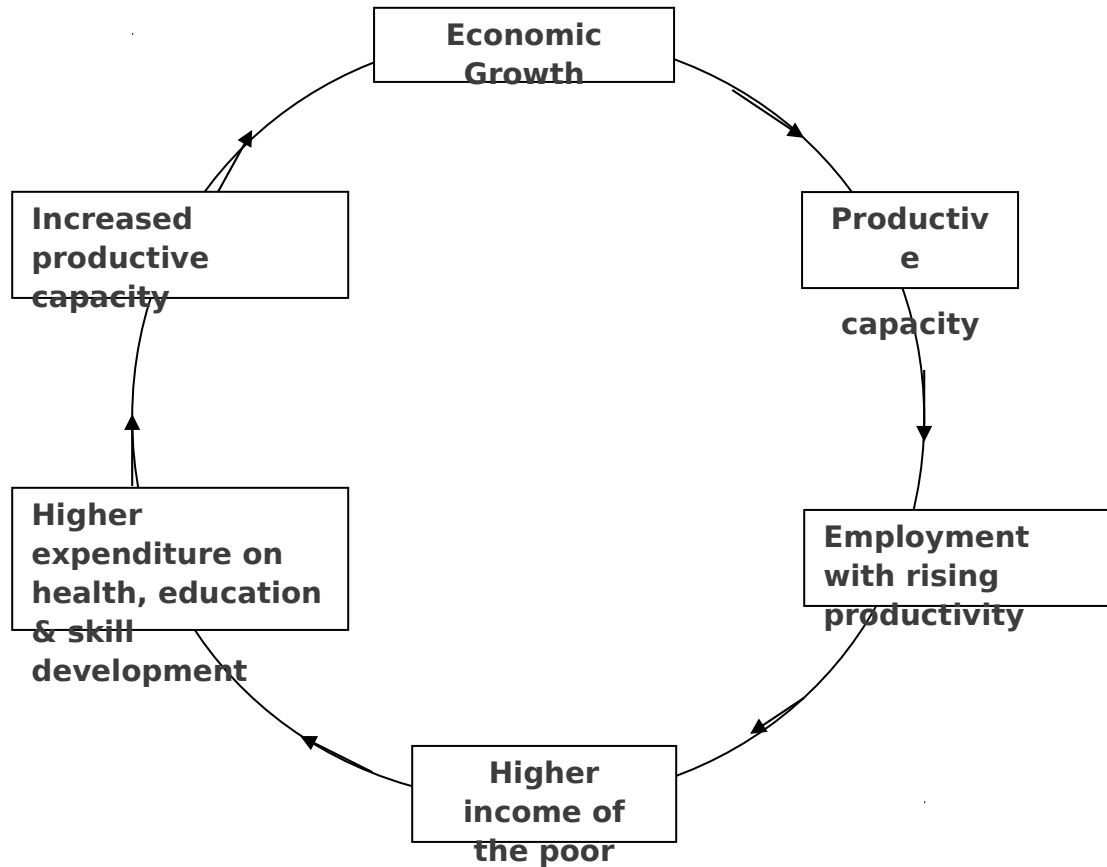 Economic
Growth
Increased
productive
capacity
Productiv
e
capacity
Higher
expenditure on
health, education
& skill
development
Employment
with rising
productivity
Higher
income of
the poor